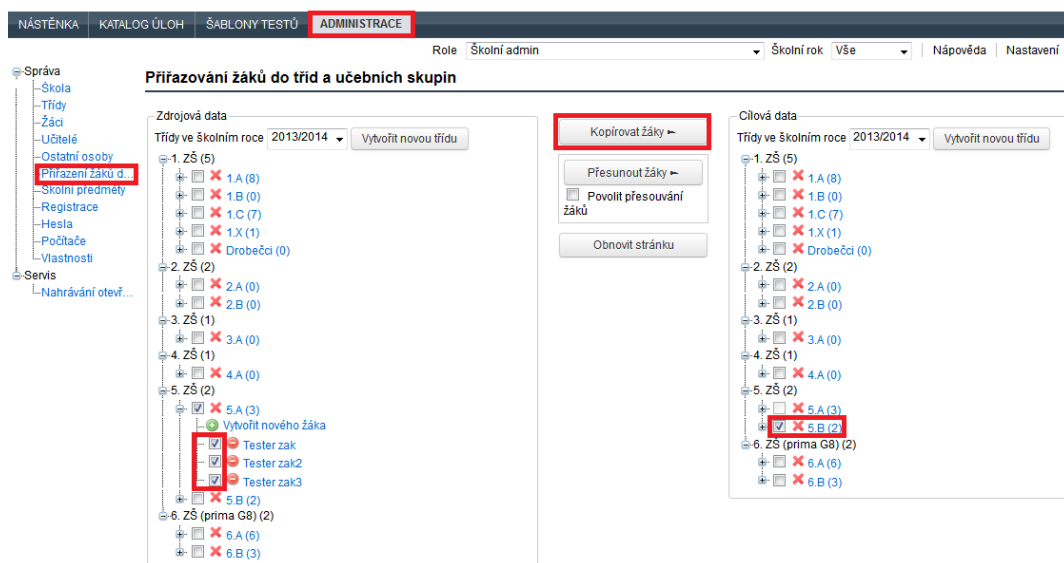 NÁSTĚNKA KATALOG ÚLOH ŠABLONY TESTŮ ADMINISTRACE
Role Školní admin Školní rok Vše Nápověda Nastavení
Správa
Škola
Třídy
Žáci
Učitelé
Ostatní osoby
Přiřazení žáků d...
Školní předměty
Registrace
Hesla
Počítače
Vlastnosti
Servis
Nahrávání otevř...
Přiřazování žáků do tříd a učebních skupin
Zdrojová data
Třídy ve školním roce 2013/2014 Vytvořit novou třídu
1. ZŠ (5)
1.A (8)
1.B (0)
1.C (7)
1.X (1)
Drobečci (0)
2. ZŠ (2)
2.A (0)
2.B (0)
3. ZŠ (1)
3.A (0)
4. ZŠ (1)
4.A (0)
5. ZŠ (2)
5.A (3)
Vytvořit nového žáka
Tester zak
Tester zak2
Tester zak3
5.B (2)
6. ZŠ (prima G8) (2)
6.A (6)
6.B (3)
Kopírovat žáky
Přesunout žáky
Povolit přesouvání
žáků
Obnovit stránku
Cílová data
Třídy ve školním roce 2013/2014 Vytvořit novou třídu
1. ZŠ (5)
1.A (8)
1.B (0)
1.C (7)
1.X (1)
Drobečci (0)
2. ZŠ (2)
2.A (0)
2.B (0)
3. ZŠ (1)
3.A (0)
4. ZŠ (1)
4.A (0)
5. ZŠ (2)
5.A (3)
5.B (2)
6. ZŠ (prima G8) (2)
6.A (6)
6.B (3)